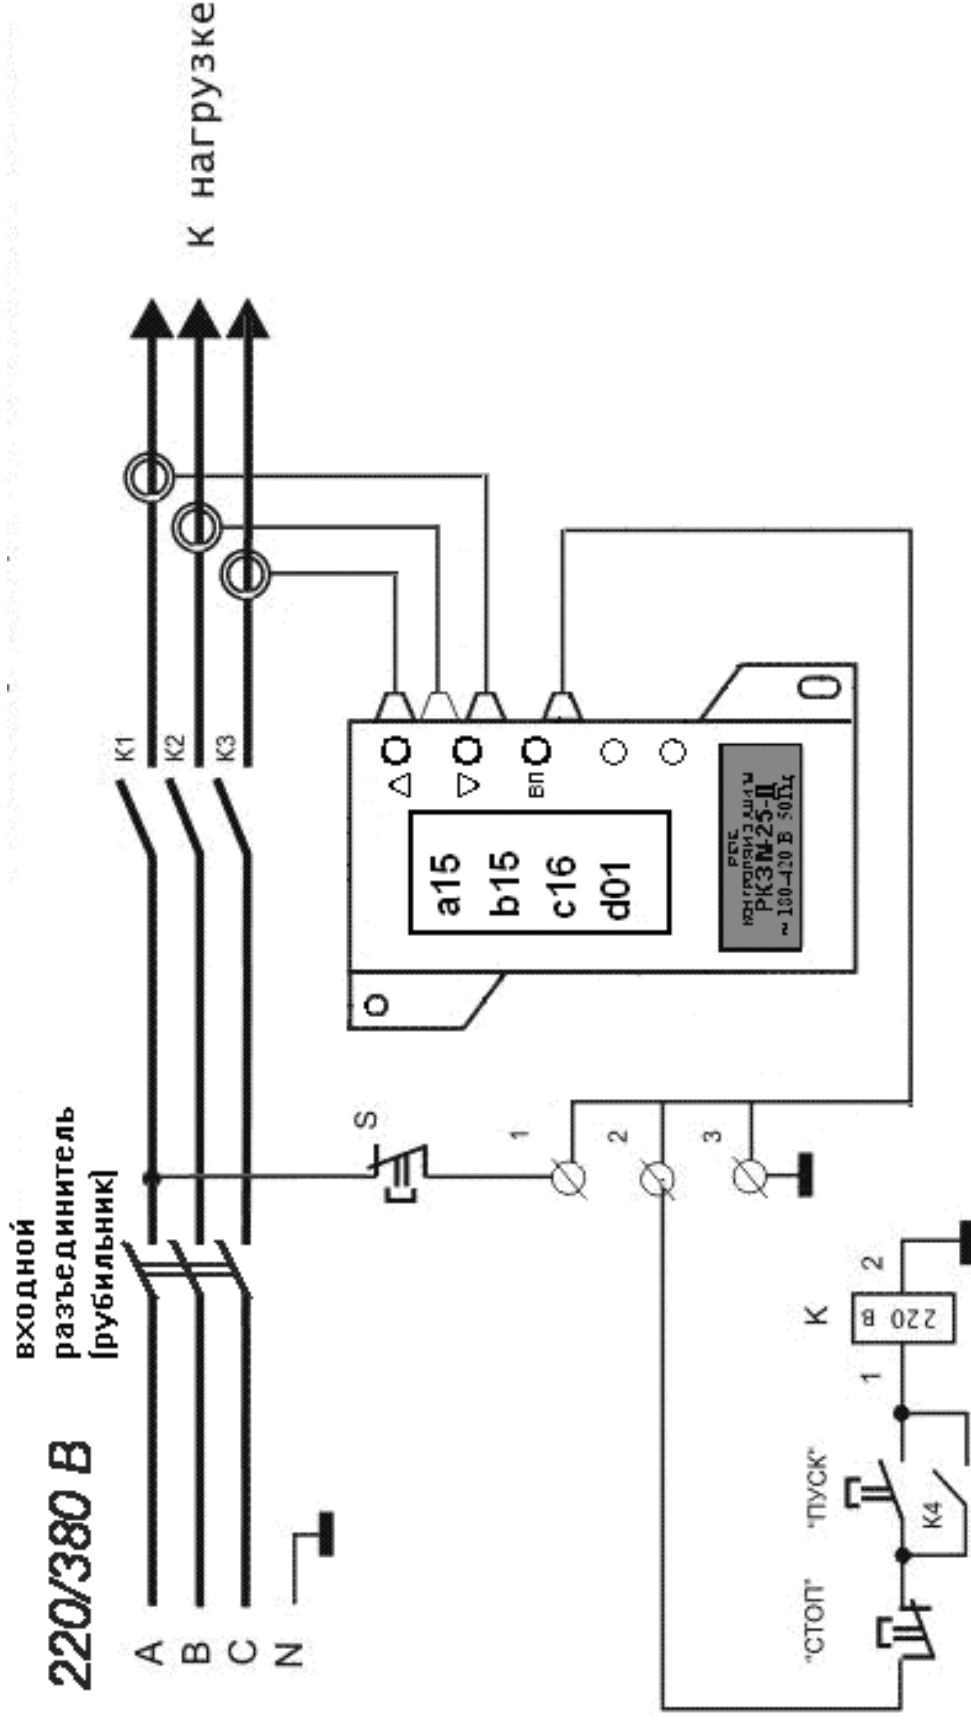 220/380 В
входной
разъединитель
(рубильник)
А
В
С
N
К1
К2
К3
К нагрузке
S
1
2
3
a15
b15
c16
d01
ВП
РЕЛЕ
РКЗМ-25-Д
~ 180-420 В 50Гц
"СТОП"
"ПУСК"
К4
1
К
220 в
2